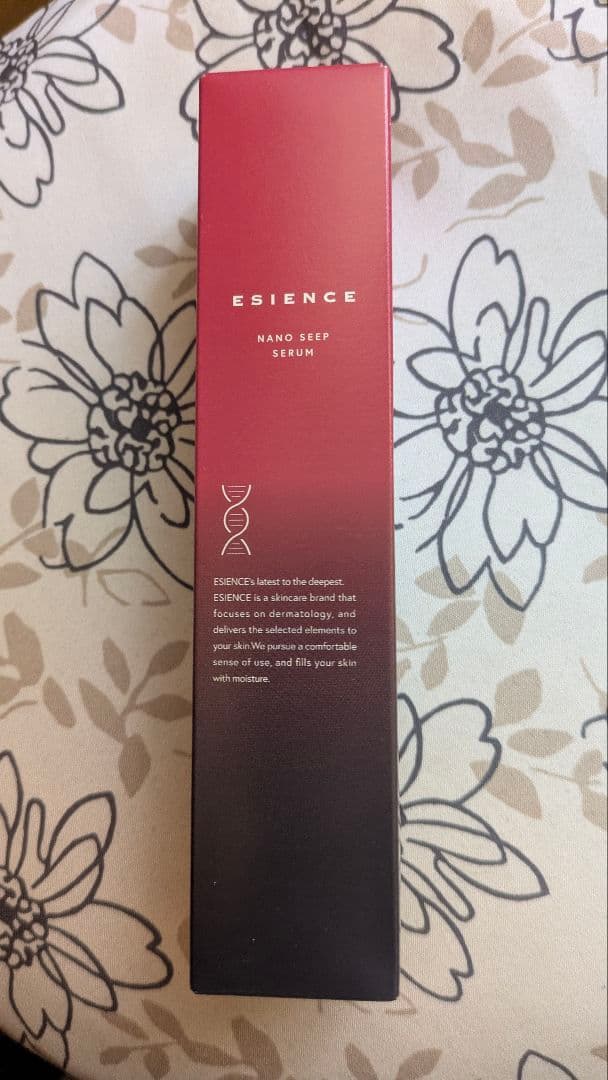 ESIENCE
NANO SEEP
SERUM
ESIENCE's latest to the deepest.
ESIENCE is a skincare brand that
focuses on dermatology, and
delivers the selected elements to
your skin.We pursue a comfortable
sense of use, and fills your skin
with moisture.